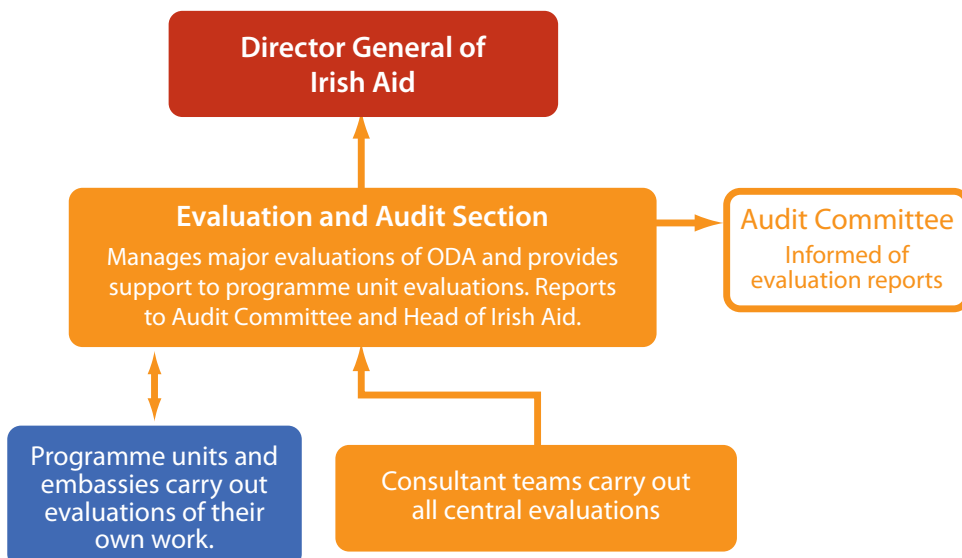 Director General of
Irish Aid
Evaluation and Audit Section
Manages major evaluations of ODA and provides
support to programme unit evaluations. Reports
to Audit Committee and Head of Irish Aid.
Audit Committee
Informed of
evaluation reports
Programme units and
embassies carry out
evaluations of their
own work.
Consultant teams carry out
all central evaluations